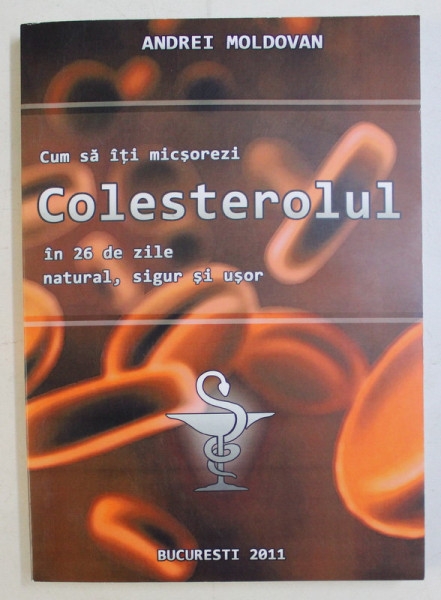 ANDREI MOLDOVAN
Cum să îți micșorezi
Colesterolul
în 26 de zile
natural, sigur și ușor
BUCURESTI 2011